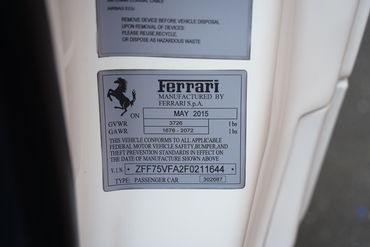 AIRBAG ECU
REMOVE DEVICE BEFORE VEHICLE DISPOSAL
UPON REMOVAL OF DEVICES:
PLEASE REUSE,RECYCLE
OR DISPOSE AS HAZARDOUS WASTE
Ferrari
MANUFACTURED BY
FERRARI S.p.A.
ON MAY 2015
GVWR 3726 lbs
GAWR 1676 - 2072 lbs
THIS VEHICLE CONFORMS TO ALL APPLICABLE
FEDERAL MOTOR VEHICLE SAFETY,BUMPER,AND
THEFT PREVENTION STANDARDS IN EFFECT ON
THE DATE OF MANUFACTURE SHOWN ABOVE
V.I.N. ZFF75VFA2F0211644
TYPE: PASSENGER CAR 302687